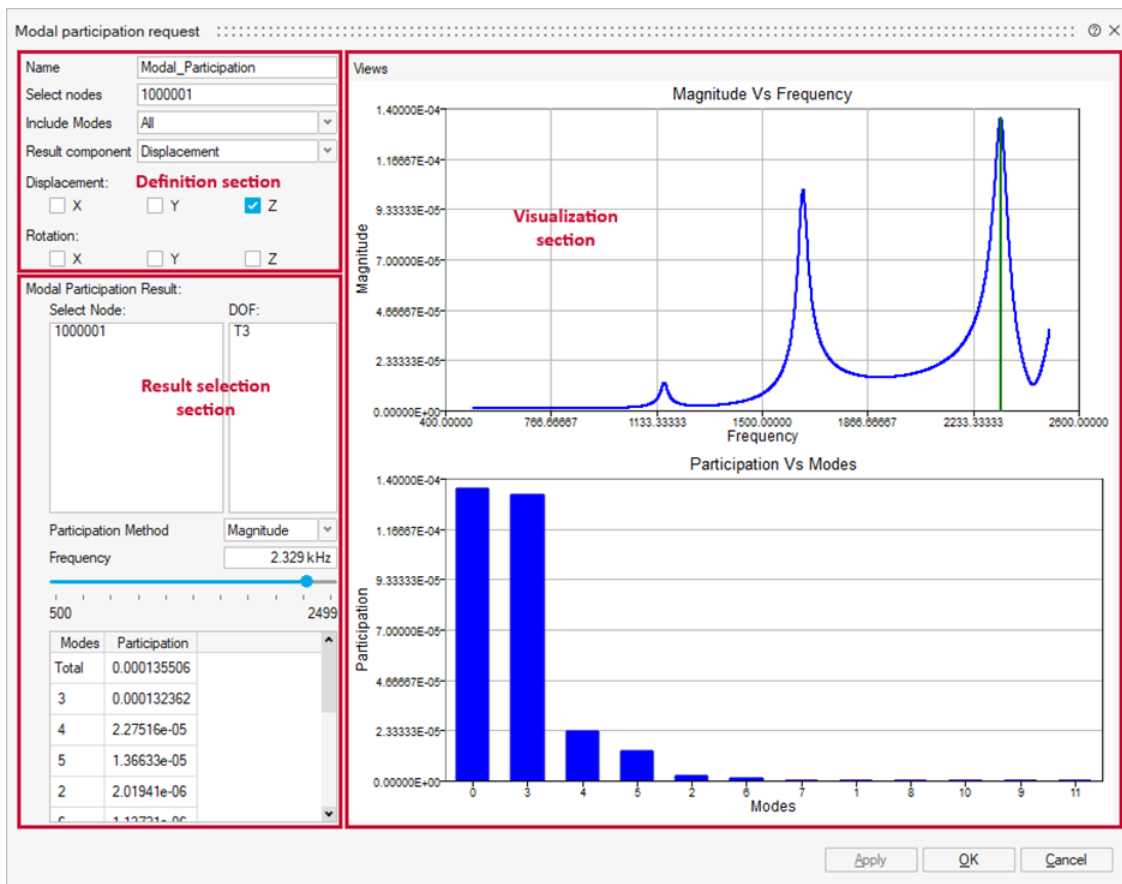 Modal participation request
Name Modal_Participation
Select nodes 1000001
Include Modes All
Result component Displacement
Displacement: Definition section
X Y Z
Rotation:
X Y Z
Modal Participation Result:
Select Node: DOF:
1000001 T3
Result selection
section
Participation Method Magnitude
Frequency 2.329 kHz
500 2499
Modes Participation
Total 0.000135506
3 0.000132362
4 2.27516e-05
5 1.36633e-05
2 2.01941e-06
Views
Magnitude Vs Frequency
1.40000E-04
1.16667E-04
9.33333E-05
7.00000E-05
4.66667E-05
2.33333E-05
0.00000E+00
Magnitude
Visualization
section
400.00000 766.66667 1133.33333 1500.00000 1866.66667 2233.33333 2600.00000
Frequency
Participation Vs Modes
1.40000E-04
1.16667E-04
9.33333E-05
7.00000E-05
4.66667E-05
2.33333E-05
0.00000E+00
Participation
0 3 4 5 2 6 7 1 8 10 9 11
Modes
Apply OK Cancel